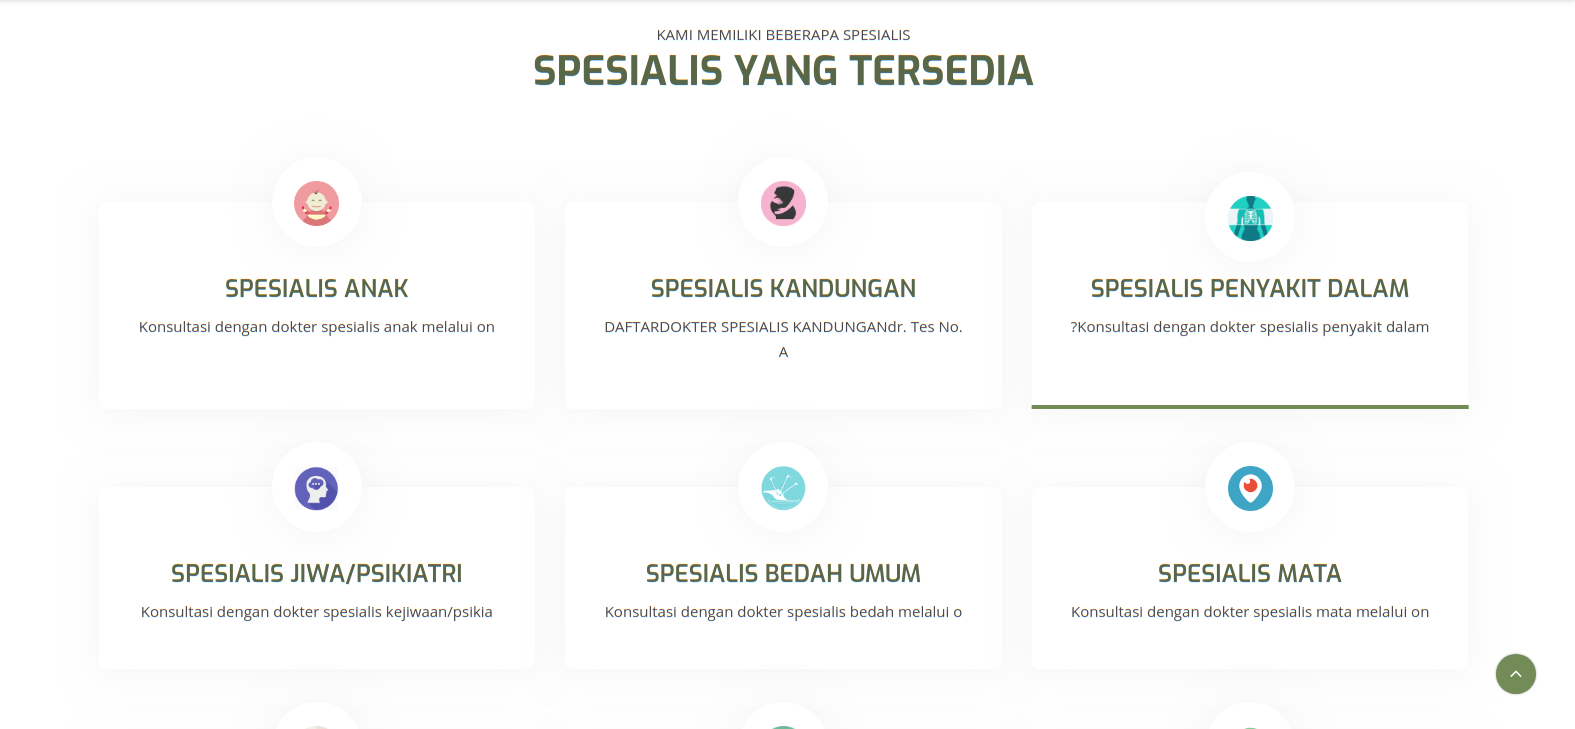 KAMI MEMILIKI BEBERAPA SPESIALIS
SPESIALIS YANG TERSEDIA
SPESIALIS ANAK
Konsultasi dengan dokter spesialis anak melalui on
SPESIALIS KANDUNGAN
DAFTARDOKTER SPESIALIS KANDUNGANdr. Tes No.
A
SPESIALIS PENYAKIT DALAM
?Konsultasi dengan dokter spesialis penyakit dalam
SPESIALIS JIWA/PSIKIATRI
Konsultasi dengan dokter spesialis kejiwaan/psikia
SPESIALIS BEDAH UMUM
Konsultasi dengan dokter spesialis bedah melalui o
SPESIALIS MATA
Konsultasi dengan dokter spesialis mata melalui on